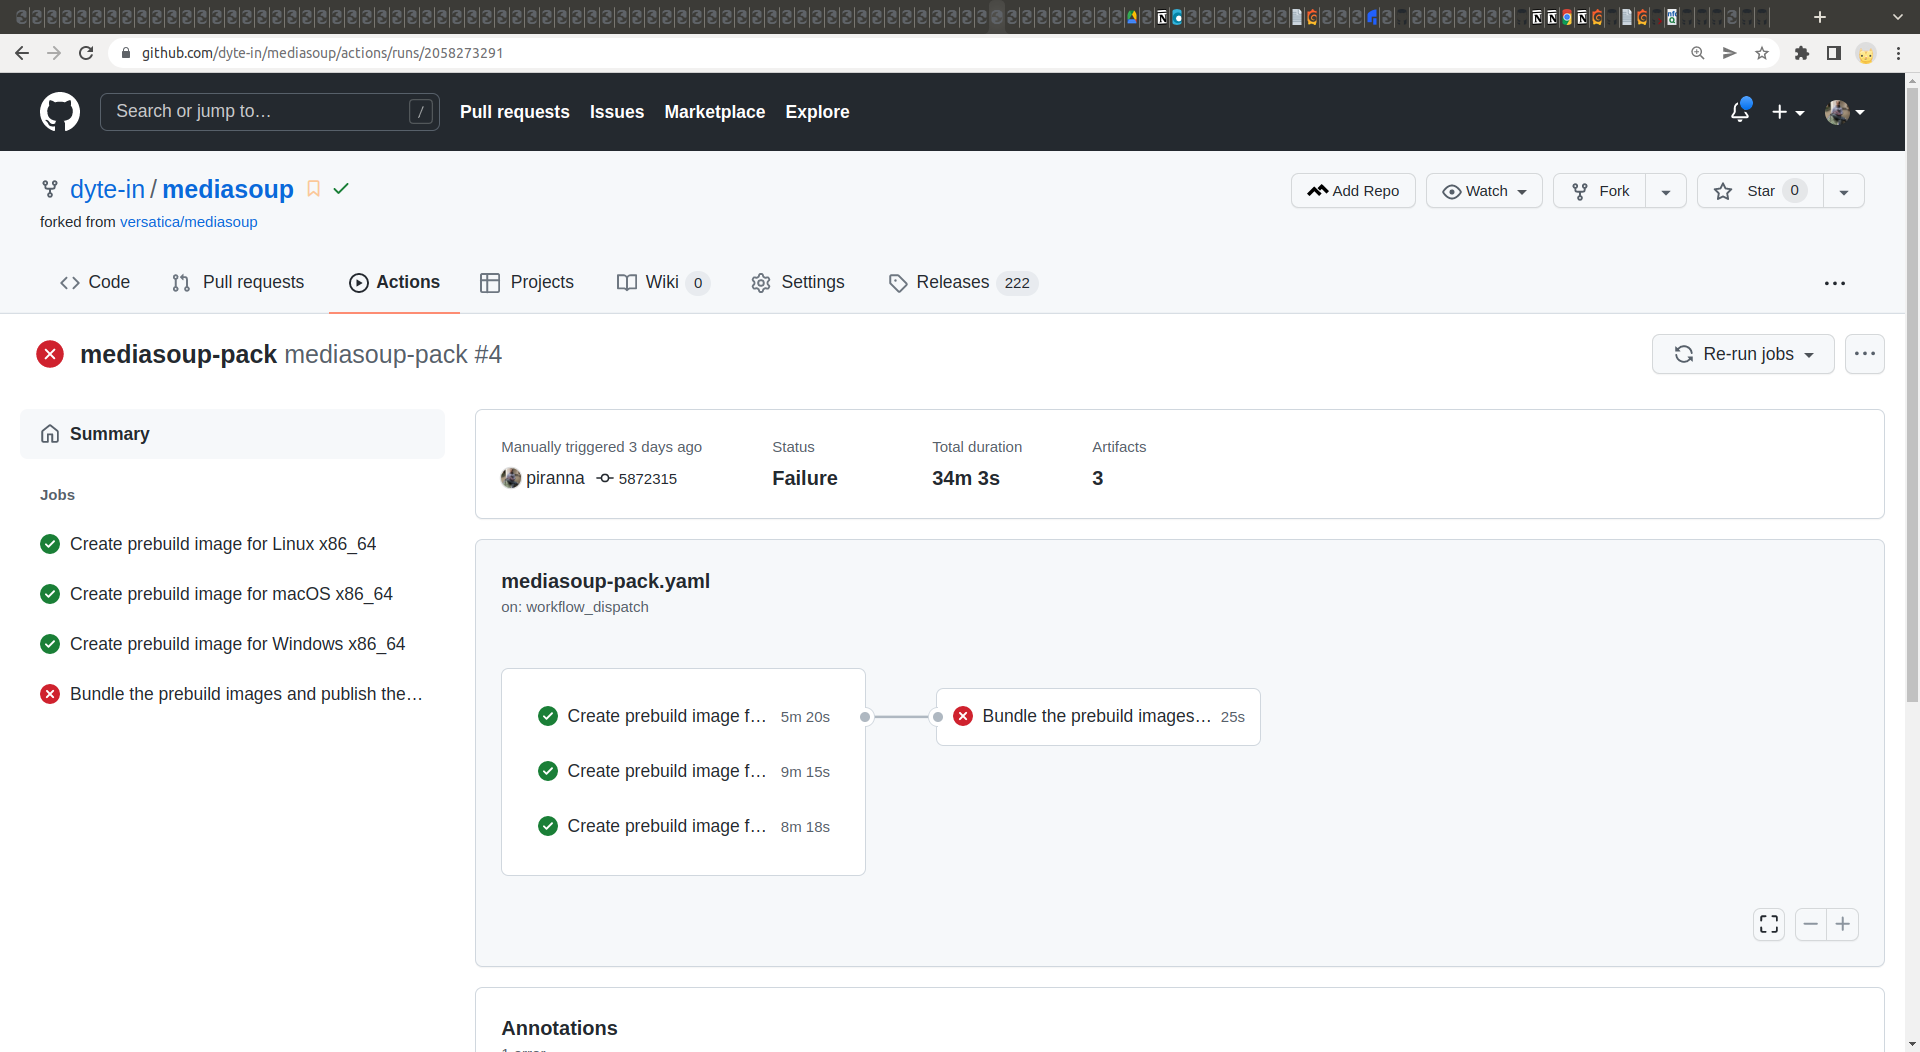 github.com/dyte-in/mediasoup/actions/runs/2058273291
Search or jump to… /
Pull requests Issues Marketplace Explore
dyte-in / mediasoup
forked from versatica/mediasoup
Add Repo Watch Fork Star 0
Code Pull requests Actions Projects Wiki 0 Settings Releases 222
mediasoup-pack mediasoup-pack #4
Re-run jobs
Summary
Jobs
Create prebuild image for Linux x86_64
Create prebuild image for macOS x86_64
Create prebuild image for Windows x86_64
Bundle the prebuild images and publish the…
Manually triggered 3 days ago
piranna 5872315
Status
Failure
Total duration
34m 3s
Artifacts
3
mediasoup-pack.yaml
on: workflow_dispatch
Create prebuild image f… 5m 20s
Create prebuild image f… 9m 15s
Create prebuild image f… 8m 18s
Bundle the prebuild images… 25s
Annotations
1 error